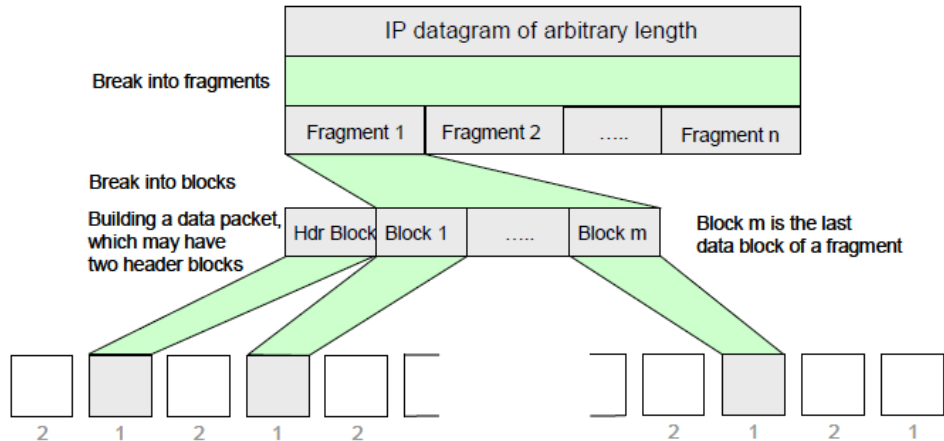 IP datagram of arbitrary length
Break into fragments
Fragment 1 Fragment 2 ..... Fragment n
Break into blocks
Building a data packet,
which may have
two header blocks
Hdr Block Block 1 ..... Block m
Block m is the last
data block of a fragment
2 1 2 1 2 2 1 2 1